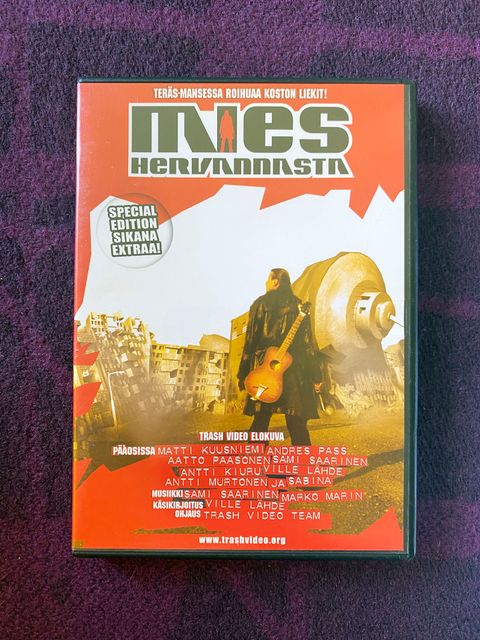 TERÄS-MANSESSA ROIHUAA KOSTON LIEKIT!
MIES
HERVANNASTA
SPECIAL
EDITION
SIKANA
EXTRAA!
TRASH VIDEO ELOKUVA
PÄÄOSISSA MATTI KUUSNIEMI ANDRES PASS
AATTO PAASONEN SAMI SAARINEN
ANTTI KIURU VILLE LÄHDE
ANTTI MURTONEN JA SABINA
MUSIIKKI SAMI SAARINEN MARKO MARIN
KÄSIKIRJOITUS VILLE LÄHDE
OHJAUS TRASH VIDEO TEAM
www.trashvideo.org